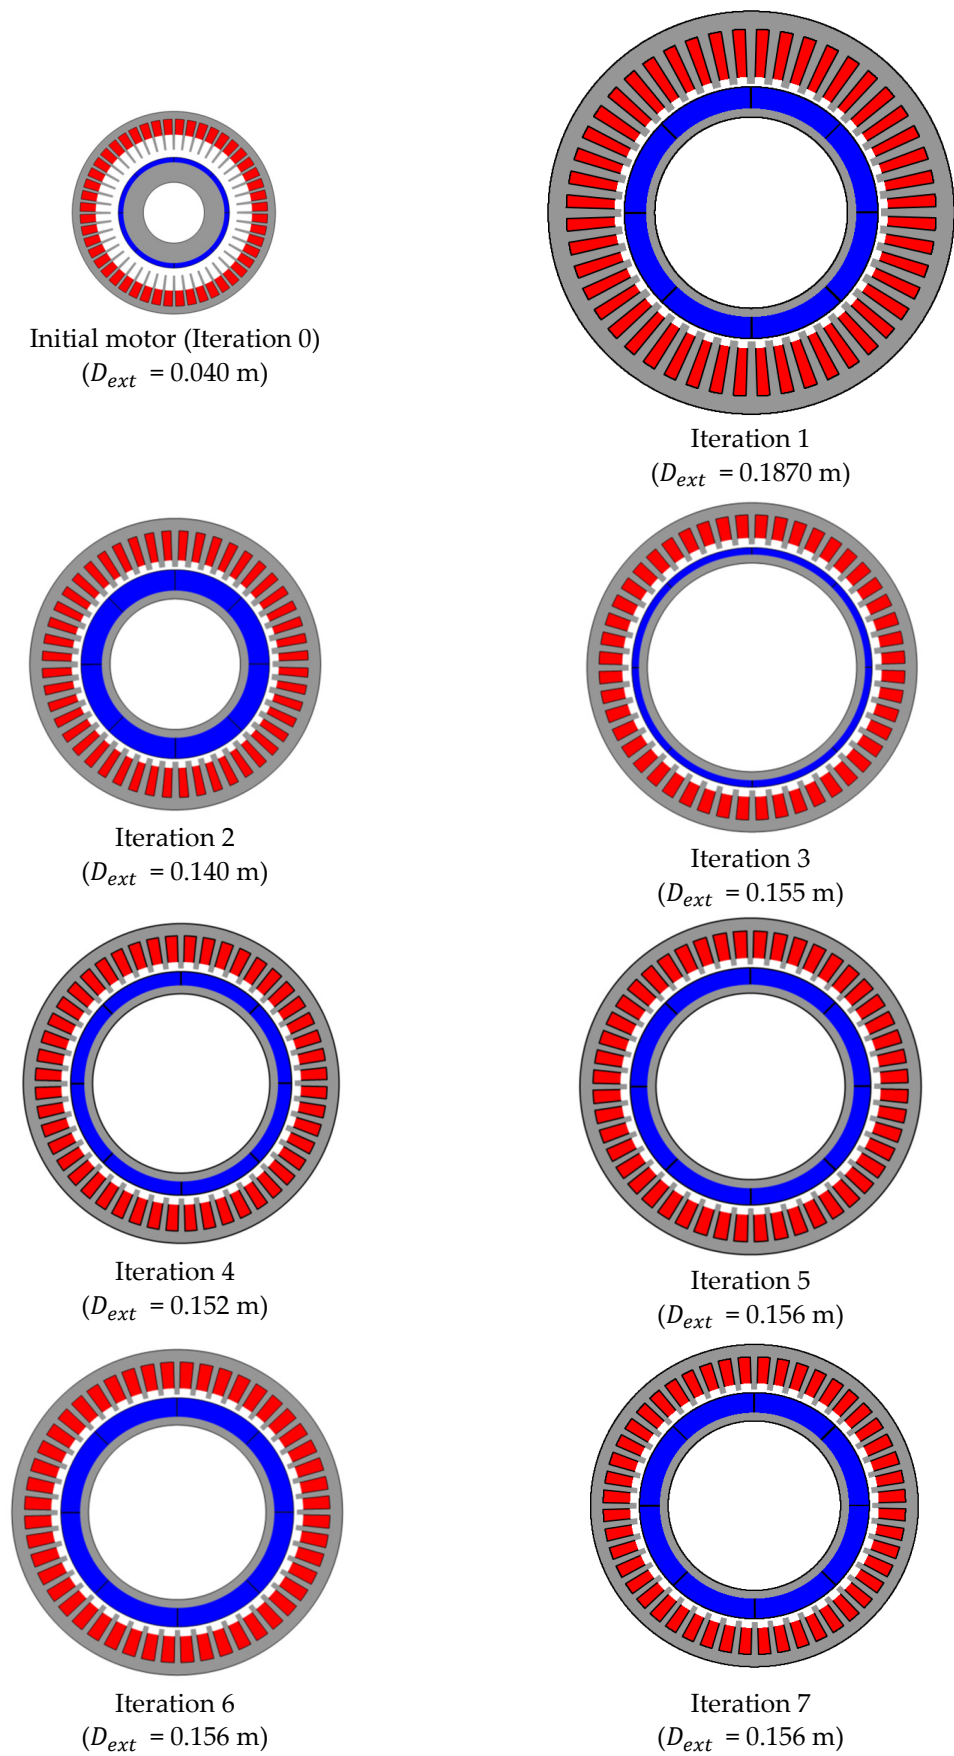 Initial motor (Iteration 0)
(D_ext = 0.040 m)
Iteration 1
(D_ext = 0.1870 m)
Iteration 2
(D_ext = 0.140 m)
Iteration 3
(D_ext = 0.155 m)
Iteration 4
(D_ext = 0.152 m)
Iteration 5
(D_ext = 0.156 m)
Iteration 6
(D_ext = 0.156 m)
Iteration 7
(D_ext = 0.156 m)